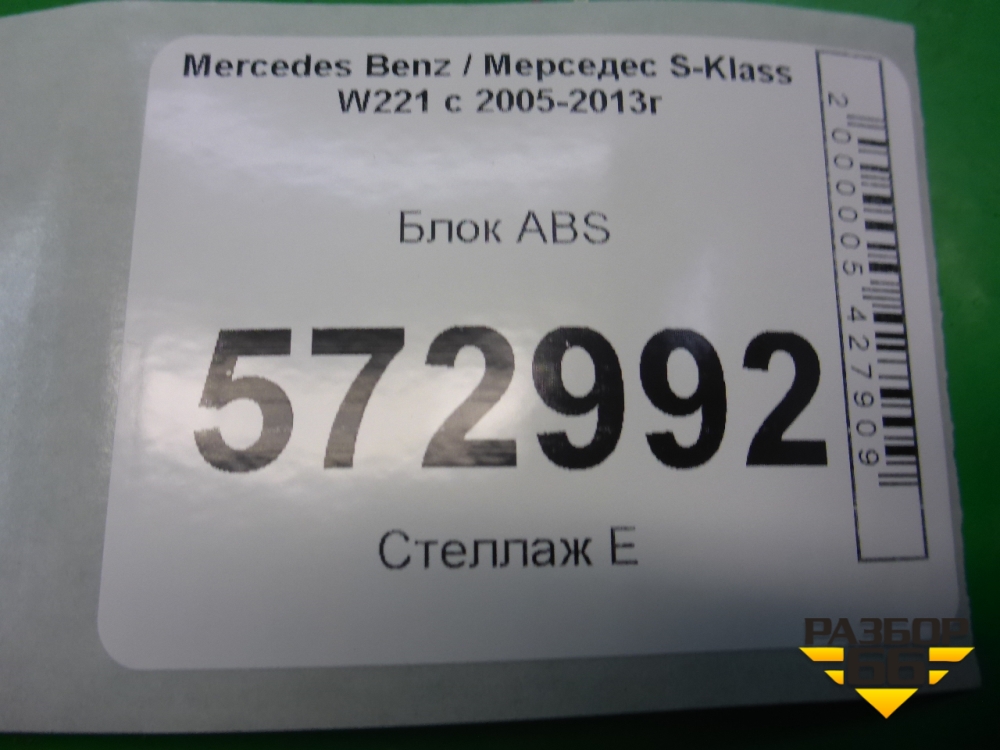 Mercedes Benz / Мерседес S-Klass
W221 с 2005-2013г
Блок ABS
572992
Стеллаж Е
2000005427909
РАЗБОР
66